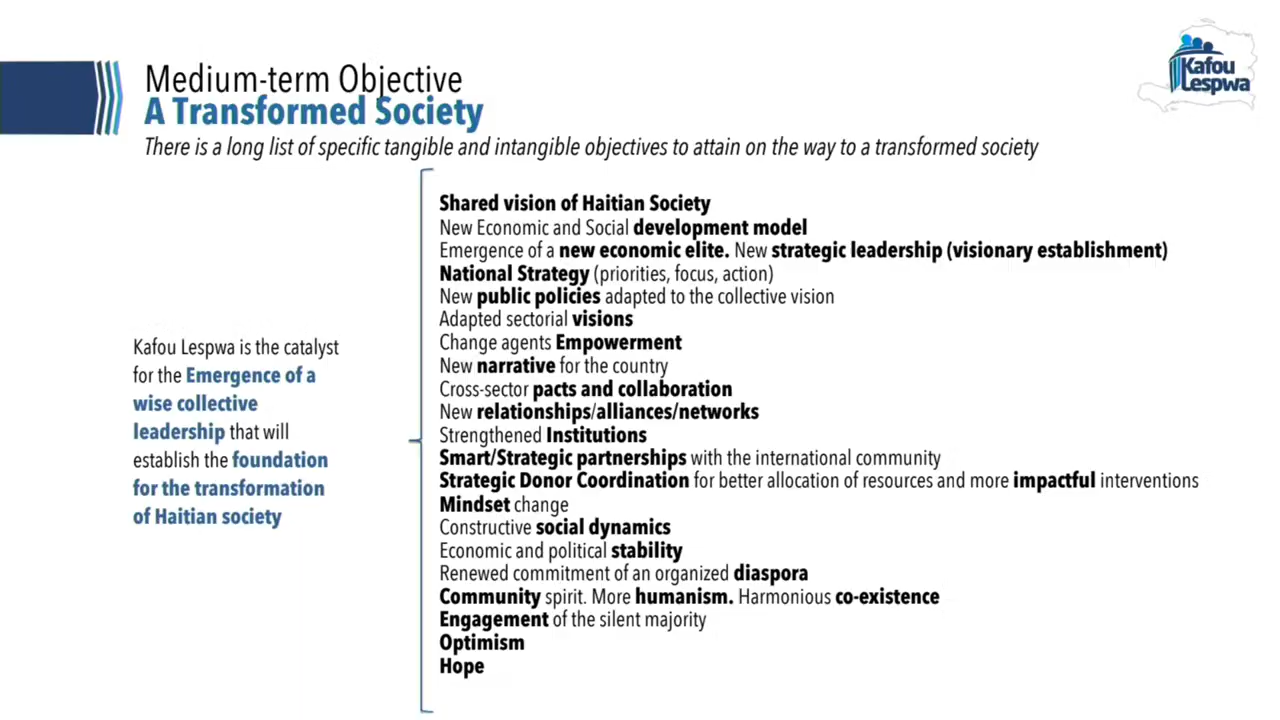 Kafou
Lespwa
Medium-term Objective
A Transformed Society
There is a long list of specific tangible and intangible objectives to attain on the way to a transformed society
Kafou Lespwa is the catalyst
for the Emergence of a
wise collective
leadership that will
establish the foundation
for the transformation
of Haitian society
Shared vision of Haitian Society
New Economic and Social development model
Emergence of a new economic elite. New strategic leadership (visionary establishment)
National Strategy (priorities, focus, action)
New public policies adapted to the collective vision
Adapted sectorial visions
Change agents Empowerment
New narrative for the country
Cross-sector pacts and collaboration
New relationships/alliances/networks
Strengthened Institutions
Smart/Strategic partnerships with the international community
Strategic Donor Coordination for better allocation of resources and more impactful interventions
Mindset change
Constructive social dynamics
Economic and political stability
Renewed commitment of an organized diaspora
Community spirit. More humanism. Harmonious co-existence
Engagement of the silent majority
Optimism
Hope